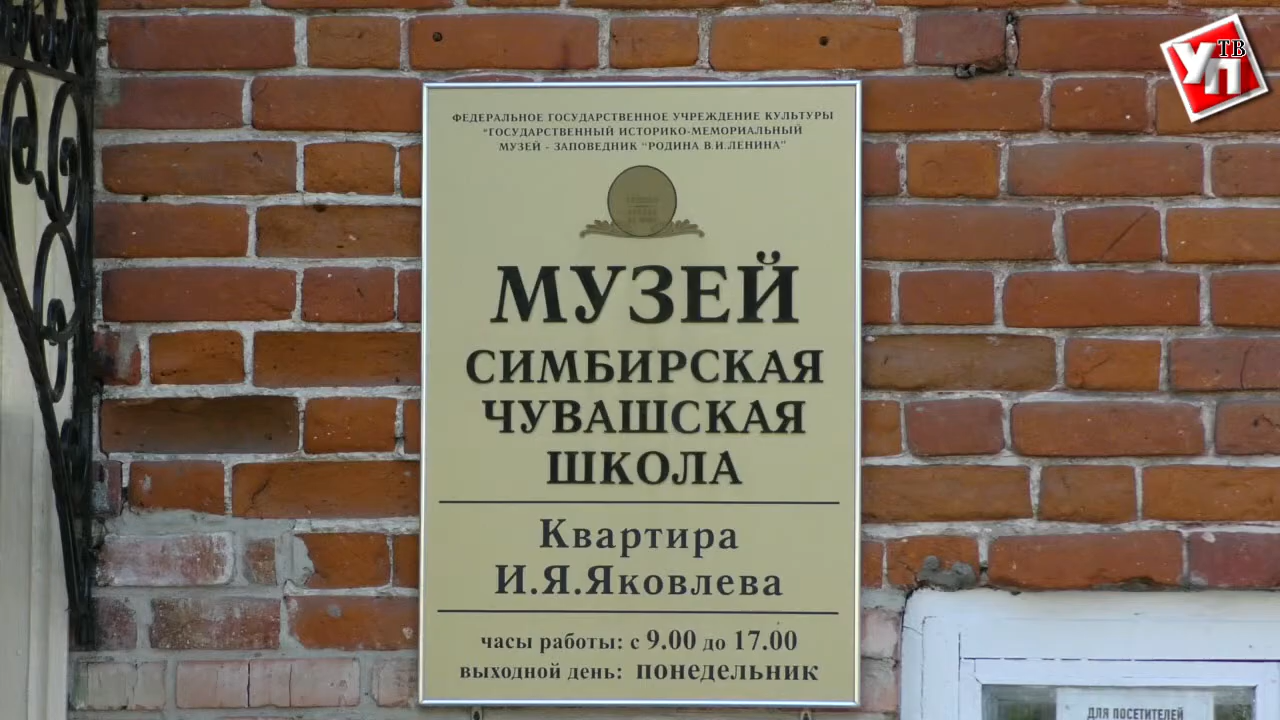 УП ТВ
ФЕДЕРАЛЬНОЕ ГОСУДАРСТВЕННОЕ УЧРЕЖДЕНИЕ КУЛЬТУРЫ
"ГОСУДАРСТВЕННЫЙ ИСТОРИКО-МЕМОРИАЛЬНЫЙ
МУЗЕЙ - ЗАПОВЕДНИК "РОДИНА В.И.ЛЕНИНА"
МУЗЕЙ
СИМБИРСКАЯ
ЧУВАШСКАЯ
ШКОЛА
Квартира
И.Я.Яковлева
часы работы: с 9.00 до 17.00
выходной день: понедельник
ДЛЯ ПОСЕТИТЕЛЕЙ